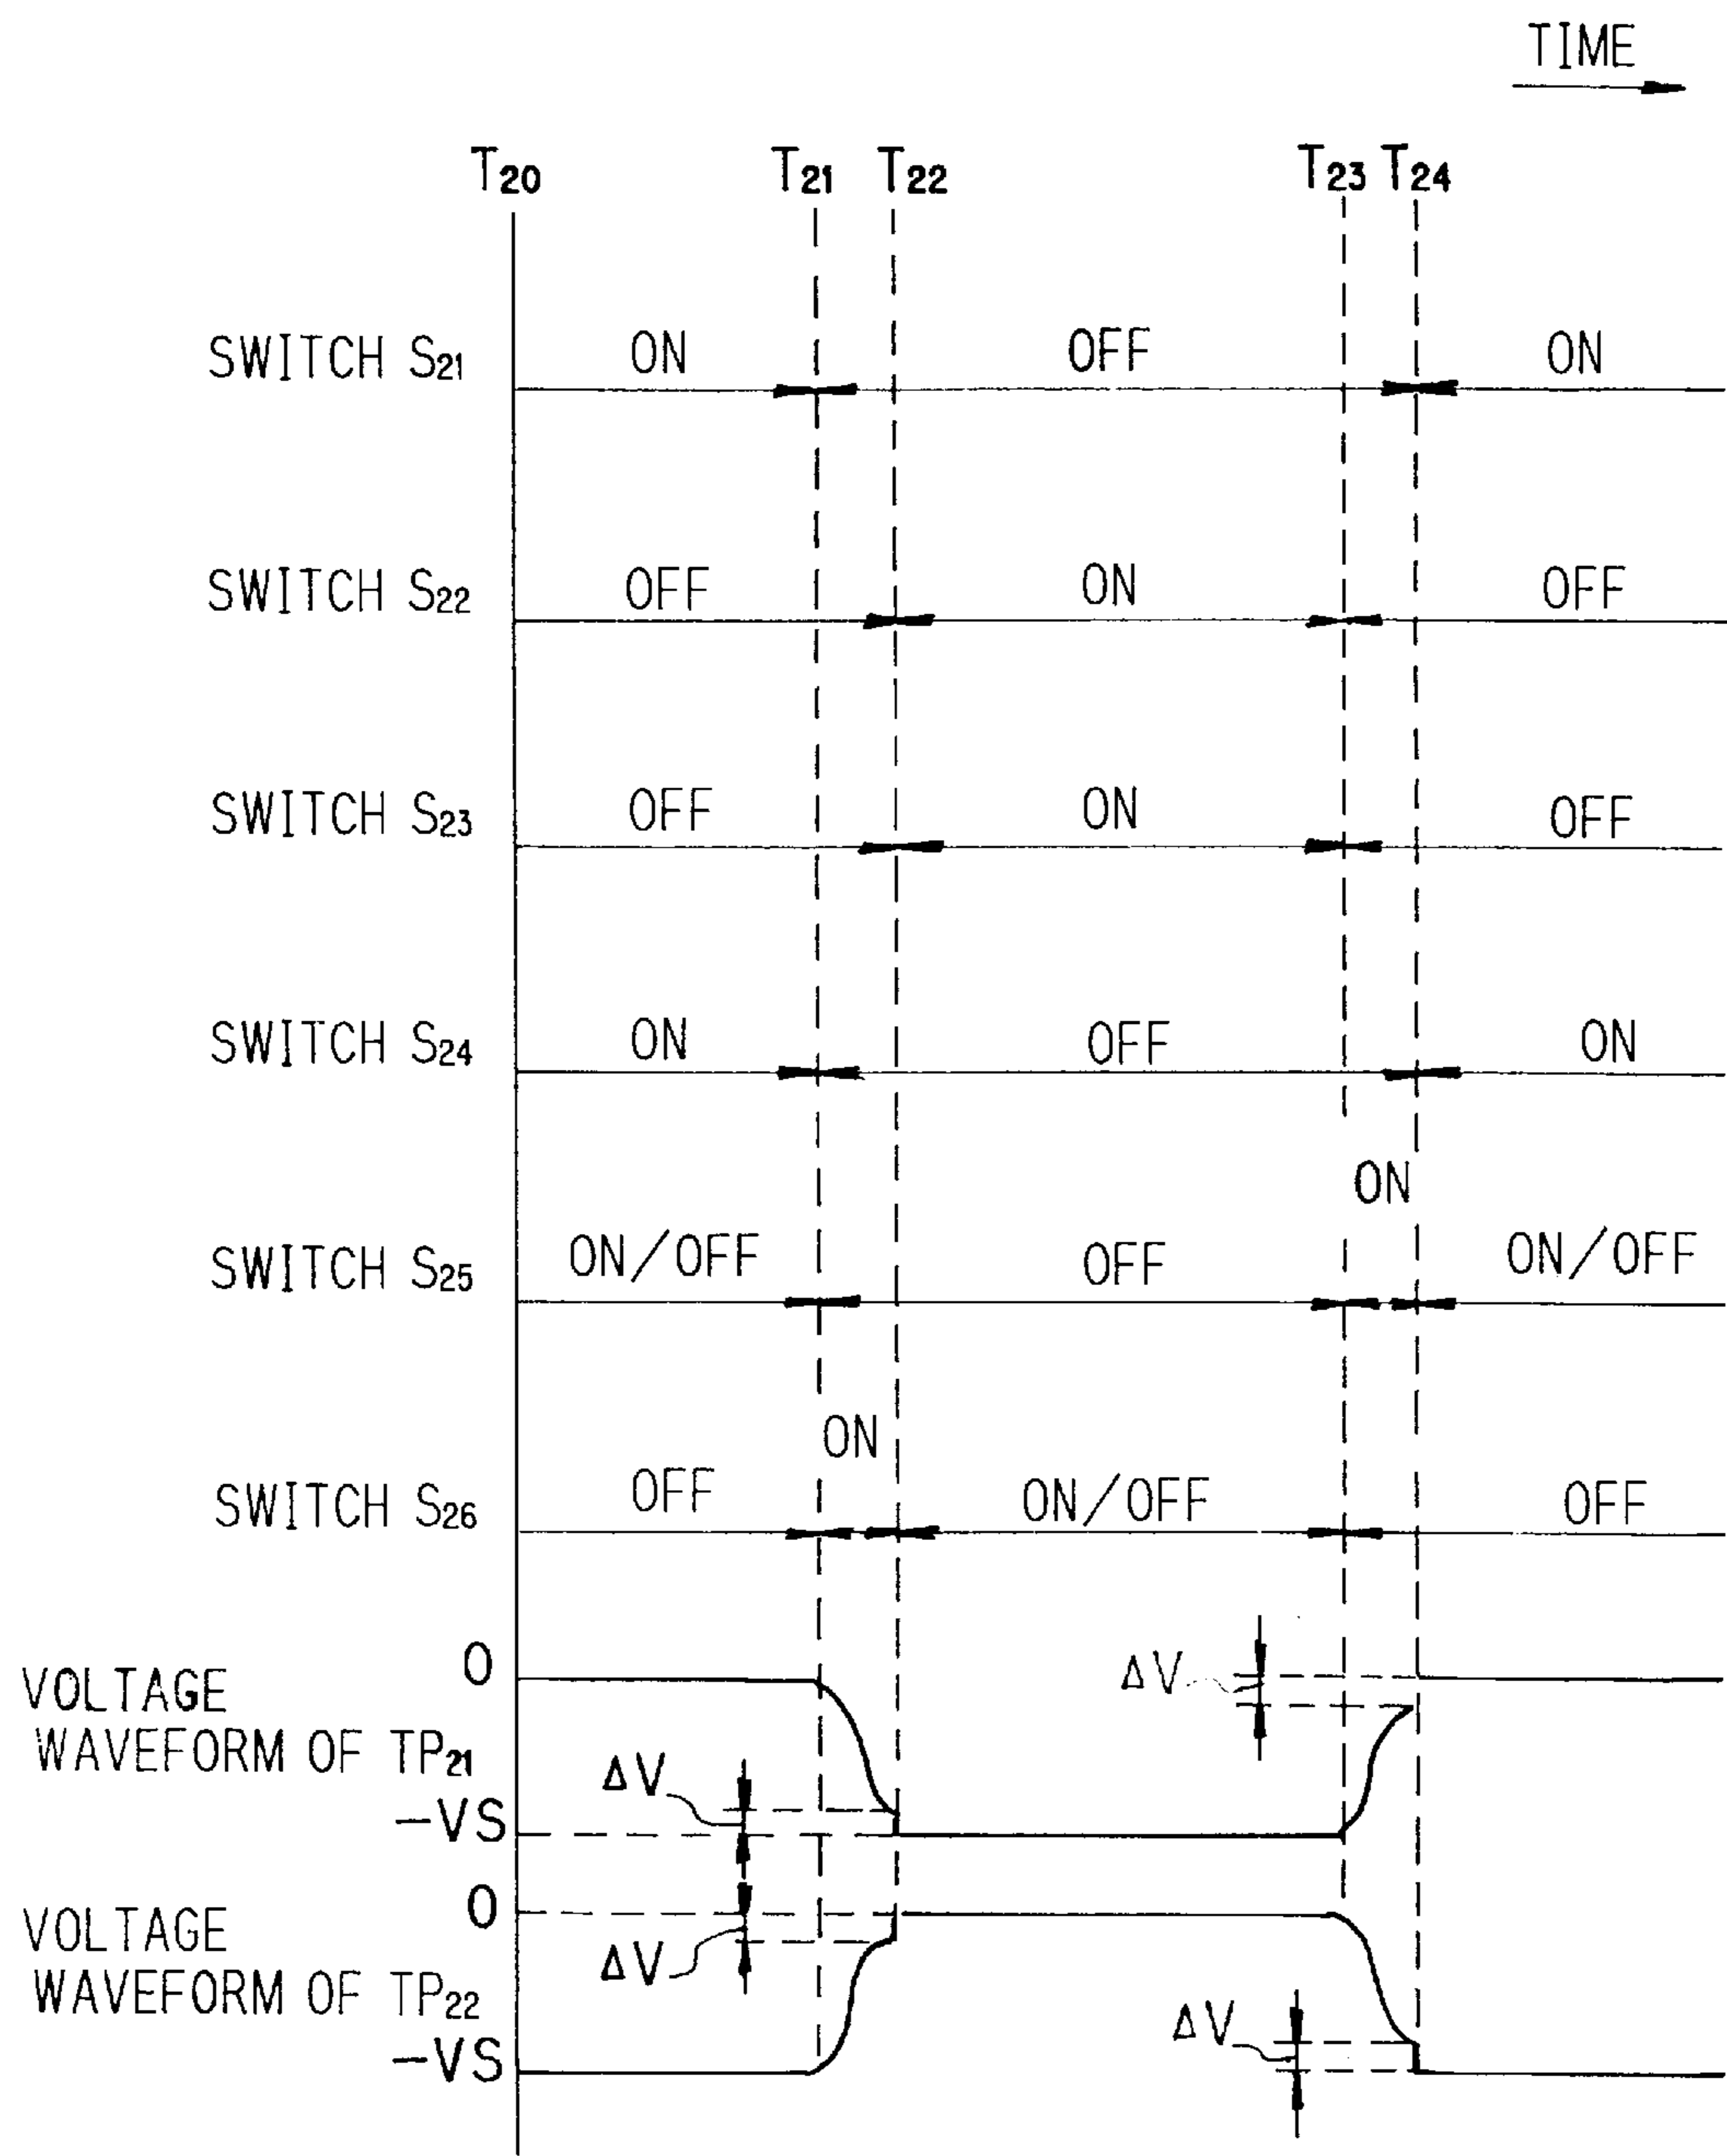 TIME
T20 T21 T22 T23 T24
SWITCH S21 ON OFF ON
SWITCH S22 OFF ON OFF
SWITCH S23 OFF ON OFF
SWITCH S24 ON OFF ON
ON
SWITCH S25 ON/OFF OFF ON/OFF
ON
SWITCH S26 OFF ON/OFF OFF
0
VOLTAGE ΔV
WAVEFORM OF TP21
ΔV
-VS
0
VOLTAGE
ΔV
WAVEFORM OF TP22
ΔV
-VS